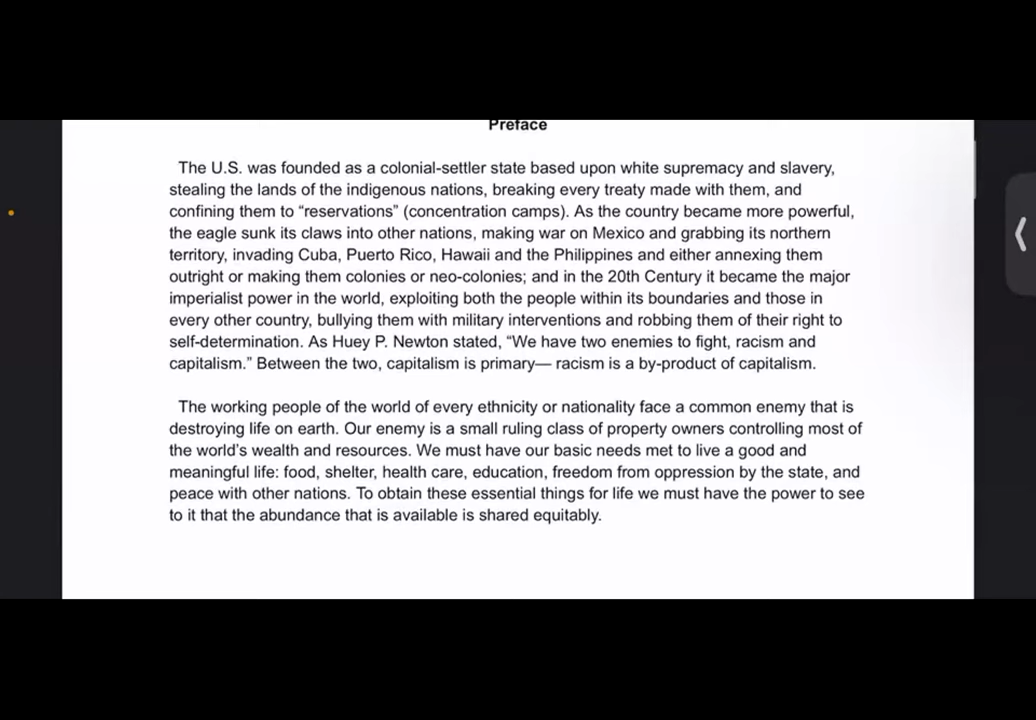 Preface
The U.S. was founded as a colonial-settler state based upon white supremacy and slavery,
stealing the lands of the indigenous nations, breaking every treaty made with them, and
confining them to “reservations” (concentration camps). As the country became more powerful,
the eagle sunk its claws into other nations, making war on Mexico and grabbing its northern
territory, invading Cuba, Puerto Rico, Hawaii and the Philippines and either annexing them
outright or making them colonies or neo-colonies; and in the 20th Century it became the major
imperialist power in the world, exploiting both the people within its boundaries and those in
every other country, bullying them with military interventions and robbing them of their right to
self-determination. As Huey P. Newton stated, “We have two enemies to fight, racism and
capitalism.” Between the two, capitalism is primary— racism is a by-product of capitalism.
The working people of the world of every ethnicity or nationality face a common enemy that is
destroying life on earth. Our enemy is a small ruling class of property owners controlling most of
the world’s wealth and resources. We must have our basic needs met to live a good and
meaningful life: food, shelter, health care, education, freedom from oppression by the state, and
peace with other nations. To obtain these essential things for life we must have the power to see
to it that the abundance that is available is shared equitably.